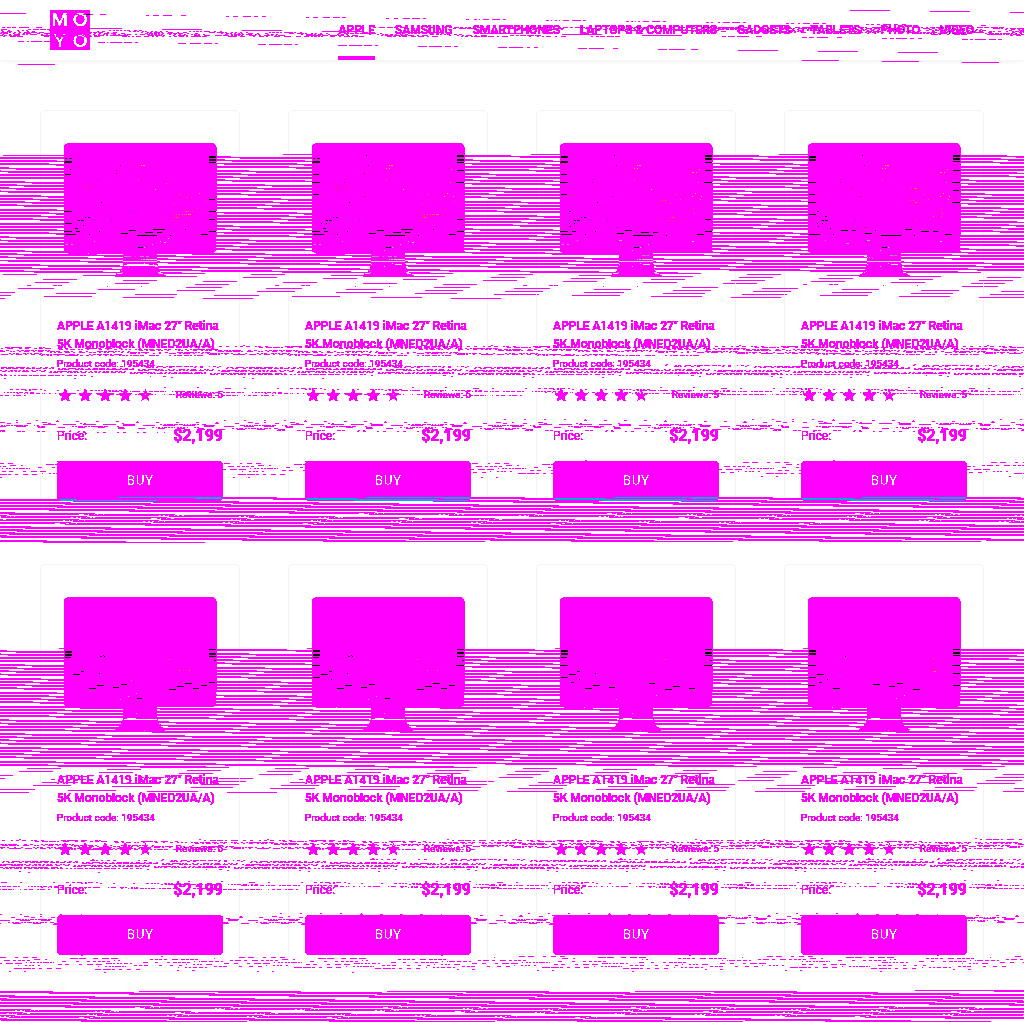 MO
YO
APPLE SAMSUNG SMARTPHONES LAPTOPS & COMPUTERS GADGETS TABLETS PHOTO VIDEO
APPLE A1419 iMac 27" Retina
5K Monoblock (MNED2UA/A)
Product code: 195434
Reviews: 5
Price: $2,199
BUY
APPLE A1419 iMac 27" Retina
5K Monoblock (MNED2UA/A)
Product code: 195434
Reviews: 5
Price: $2,199
BUY
APPLE A1419 iMac 27" Retina
5K Monoblock (MNED2UA/A)
Product code: 195434
Reviews: 5
Price: $2,199
BUY
APPLE A1419 iMac 27" Retina
5K Monoblock (MNED2UA/A)
Product code: 195434
Reviews: 5
Price: $2,199
BUY
APPLE A1419 iMac 27" Retina
5K Monoblock (MNED2UA/A)
Product code: 195434
Reviews: 5
Price: $2,199
BUY
APPLE A1419 iMac 27" Retina
5K Monoblock (MNED2UA/A)
Product code: 195434
Reviews: 5
Price: $2,199
BUY
APPLE A1419 iMac 27" Retina
5K Monoblock (MNED2UA/A)
Product code: 195434
Reviews: 5
Price: $2,199
BUY
APPLE A1419 iMac 27" Retina
5K Monoblock (MNED2UA/A)
Product code: 195434
Reviews: 5
Price: $2,199
BUY